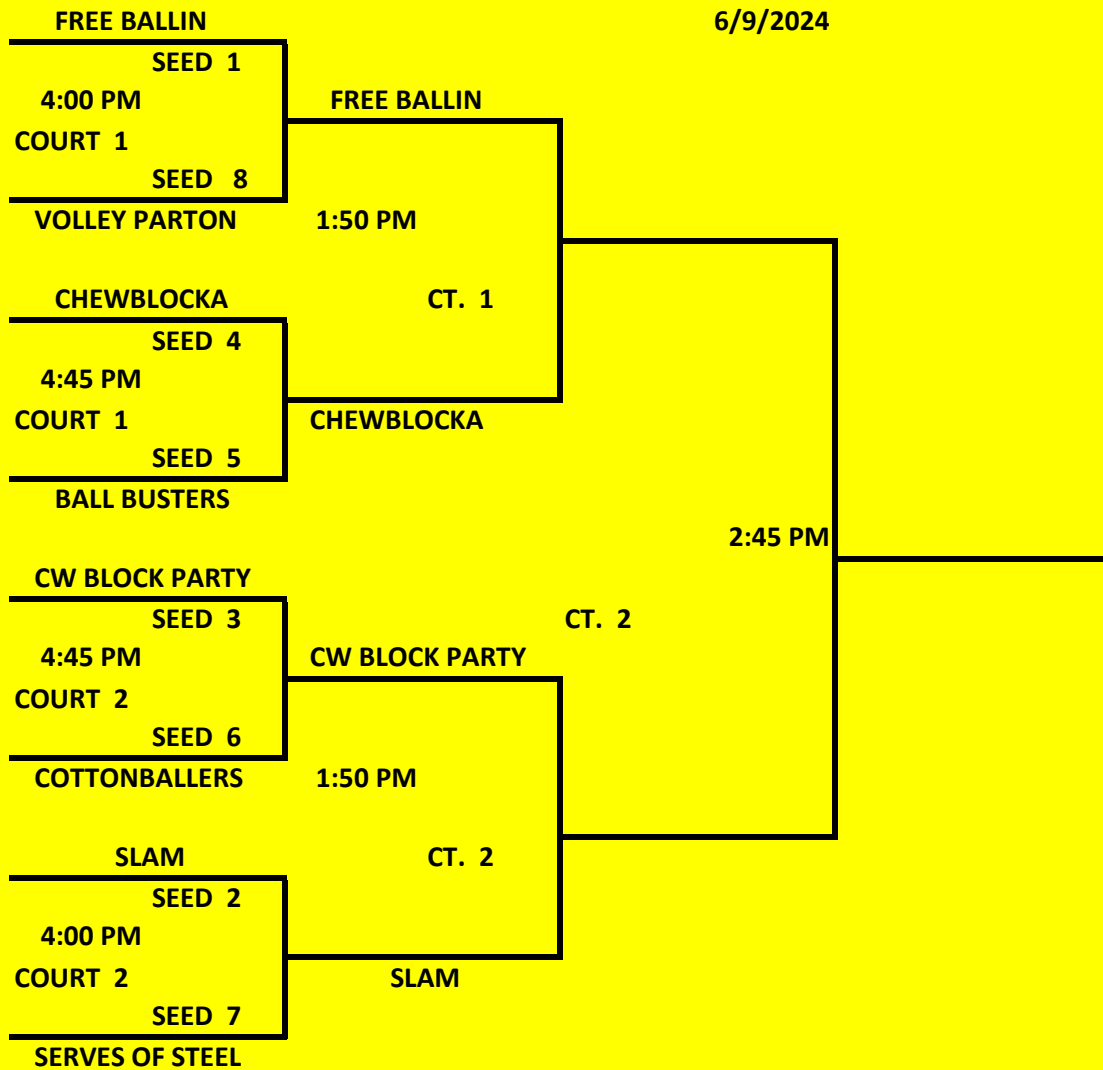 FREE BALLIN
6/9/2024
SEED 1
4:00 PM
FREE BALLIN
COURT 1
SEED 8
VOLLEY PARTON
1:50 PM
CHEWBLOCKA
CT. 1
SEED 4
4:45 PM
COURT 1
CHEWBLOCKA
SEED 5
BALL BUSTERS
2:45 PM
CW BLOCK PARTY
SEED 3
CT. 2
4:45 PM
CW BLOCK PARTY
COURT 2
SEED 6
COTTONBALLERS
1:50 PM
SLAM
CT. 2
SEED 2
4:00 PM
COURT 2
SLAM
SEED 7
SERVES OF STEEL